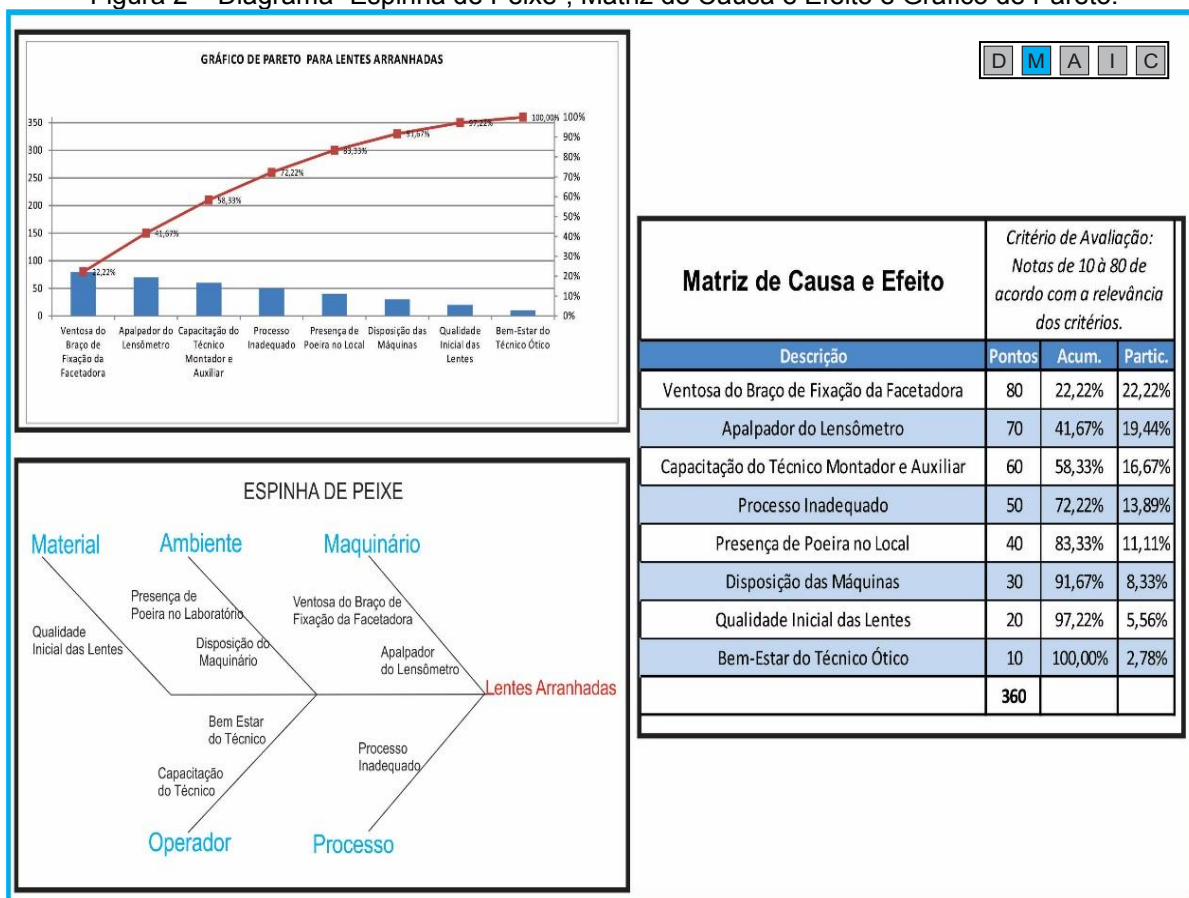 Figura 2 – Diagrama "Espinha de Peixe", Matriz de Causa e Efeito e Gráfico de Pareto.
GRÁFICO DE PARETO PARA LENTES ARRANHADAS
350
300
250
200
150
100
50
0
22,22%
41,67%
58,33%
72,22%
83,33%
91,67%
97,22%
100,00%
100%
90%
80%
70%
60%
50%
40%
30%
20%
10%
0%
Ventosa do
Braço de
Fixação da
Facetadora
Apalpador do
Lensômetro
Capacitação do
Técnico
Montador e
Auxiliar
Processo
Inadequado
Presença de
Poeira no Local
Disposição das
Máquinas
Qualidade
Inicial das
Lentes
Bem-Estar do
Técnico Ótico
D M A I C
Matriz de Causa e Efeito
Critério de Avaliação:
Notas de 10 à 80 de
acordo com a relevância
dos critérios.
Descrição Pontos Acum. Partic.
Ventosa do Braço de Fixação da Facetadora 80 22,22% 22,22%
Apalpador do Lensômetro 70 41,67% 19,44%
Capacitação do Técnico Montador e Auxiliar 60 58,33% 16,67%
Processo Inadequado 50 72,22% 13,89%
Presença de Poeira no Local 40 83,33% 11,11%
Disposição das Máquinas 30 91,67% 8,33%
Qualidade Inicial das Lentes 20 97,22% 5,56%
Bem-Estar do Técnico Ótico 10 100,00% 2,78%
360
ESPINHA DE PEIXE
Material
Ambiente
Maquinário
Qualidade
Inicial das Lentes
Presença de
Poeira no Laboratório
Disposição do
Maquinário
Ventosa do Braço de
Fixação da Facetadora
Apalpador
do Lensômetro
Lentes Arranhadas
Bem Estar
do Técnico
Capacitação
do Técnico
Processo
Inadequado
Operador
Processo